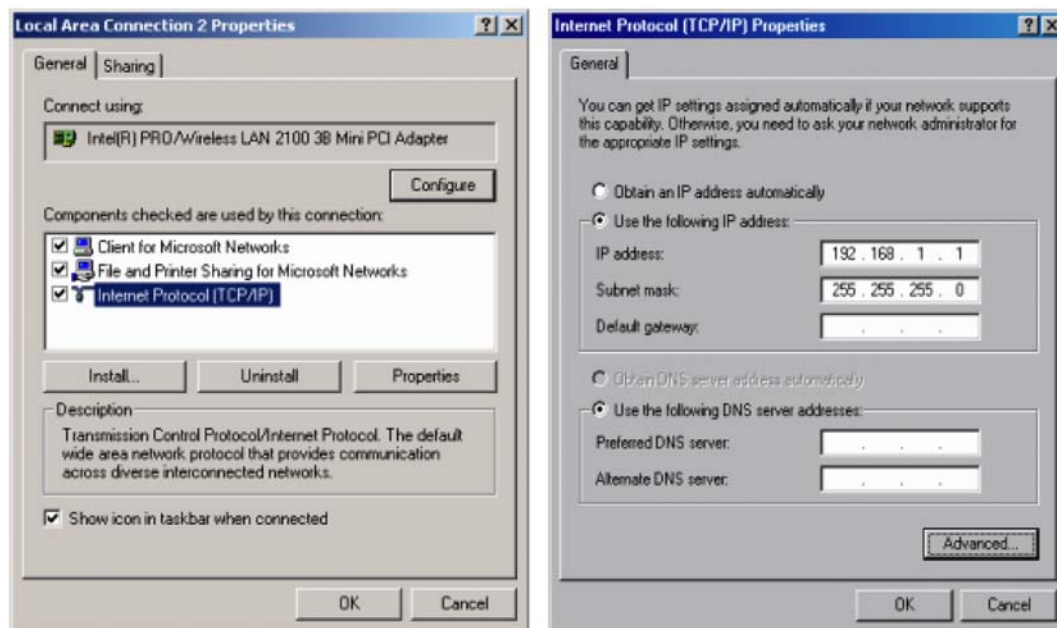 Local Area Connection 2 Properties
General
Sharing
Connect using:
Intel(R) PRO/Wireless LAN 2100 3B Mini PCI Adapter
Configure
Components checked are used by this connection:
Client for Microsoft Networks
File and Printer Sharing for Microsoft Networks
Internet Protocol (TCP/IP)
Install...
Uninstall
Properties
Description
Transmission Control Protocol/Internet Protocol. The default
wide area network protocol that provides communication
across diverse interconnected networks.
Show icon in taskbar when connected
OK
Cancel
Internet Protocol (TCP/IP) Properties
General
You can get IP settings assigned automatically if your network supports
this capability. Otherwise, you need to ask your network administrator for
the appropriate IP settings.
Obtain an IP address automatically
Use the following IP address:
IP address: 192 . 168 . 1 . 1
Subnet mask: 255 . 255 . 255 . 0
Default gateway: . . .
Obtain DNS server address automatically
Use the following DNS server addresses:
Preferred DNS server: . . .
Alternate DNS server: . . .
Advanced...
OK
Cancel